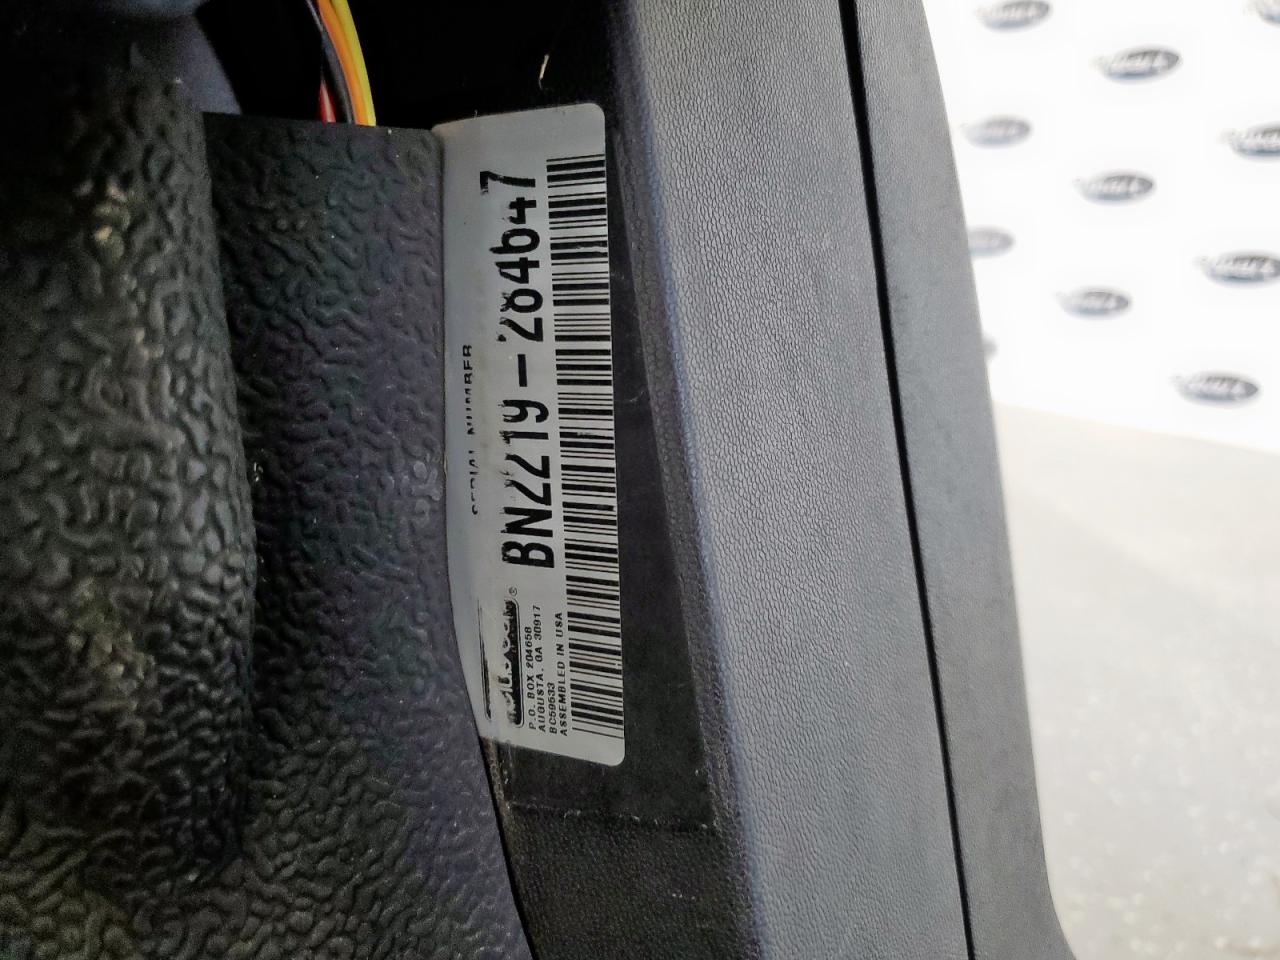 SERIAL NUMBER
BN2219-284647
P.O. BOX 204658
AUGUSTA, GA 30917
BC59533
ASSEMBLED IN USA